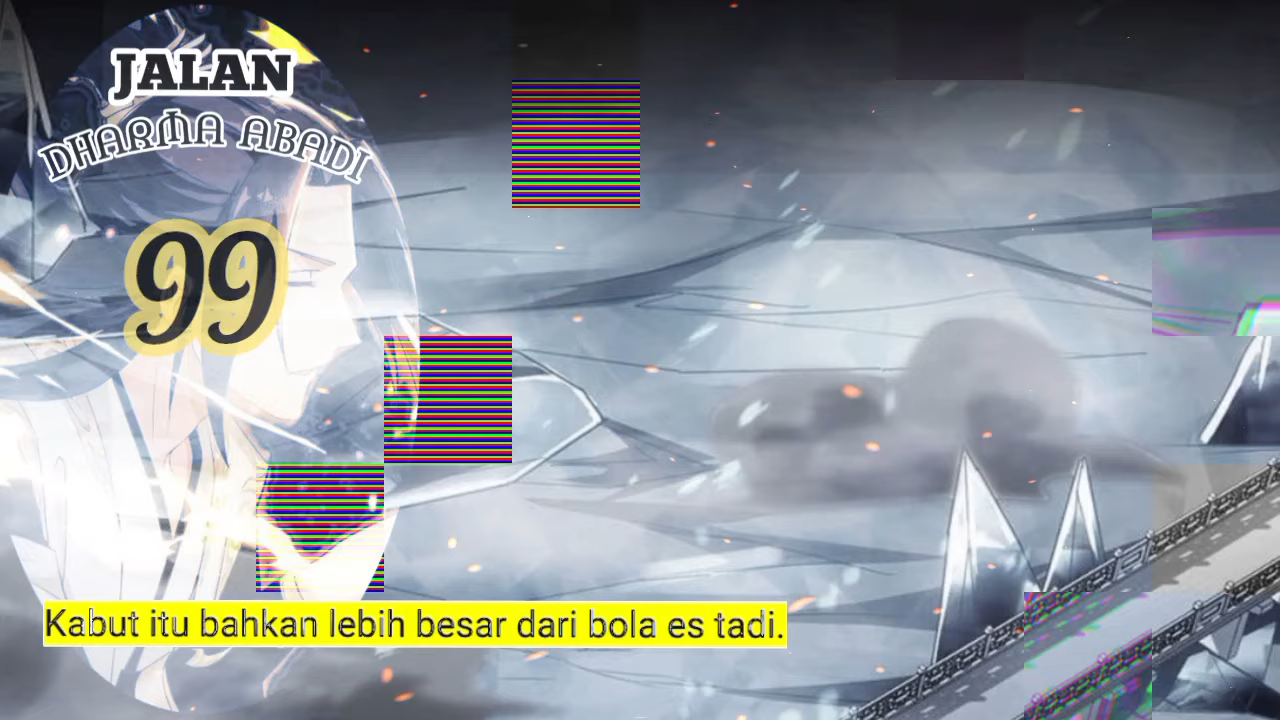 JALAN
DHARMA ABADI
99
Kabut itu bahkan lebih besar dari bola es tadi.